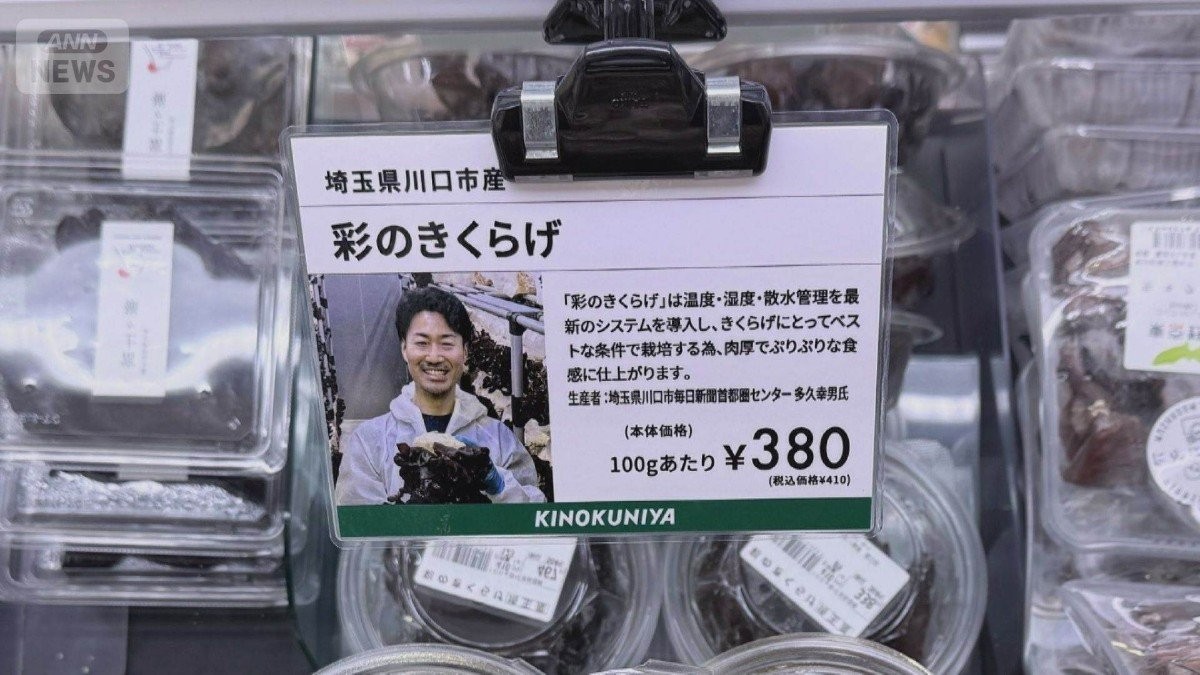 ANN
NEWS
埼玉県川口市産
彩のきくらげ
「彩のきくらげ」は温度・湿度・散水管理を最
新のシステムを導入し、きくらげにとってベス
トな条件で栽培する為、肉厚でぷりぷりな食
感に仕上がります。
生産者:埼玉県川口市毎日新聞首都圏センター 多久幸男氏
(本体価格)
100gあたり ¥380
(税込価格¥410)
KINOKUNIYA